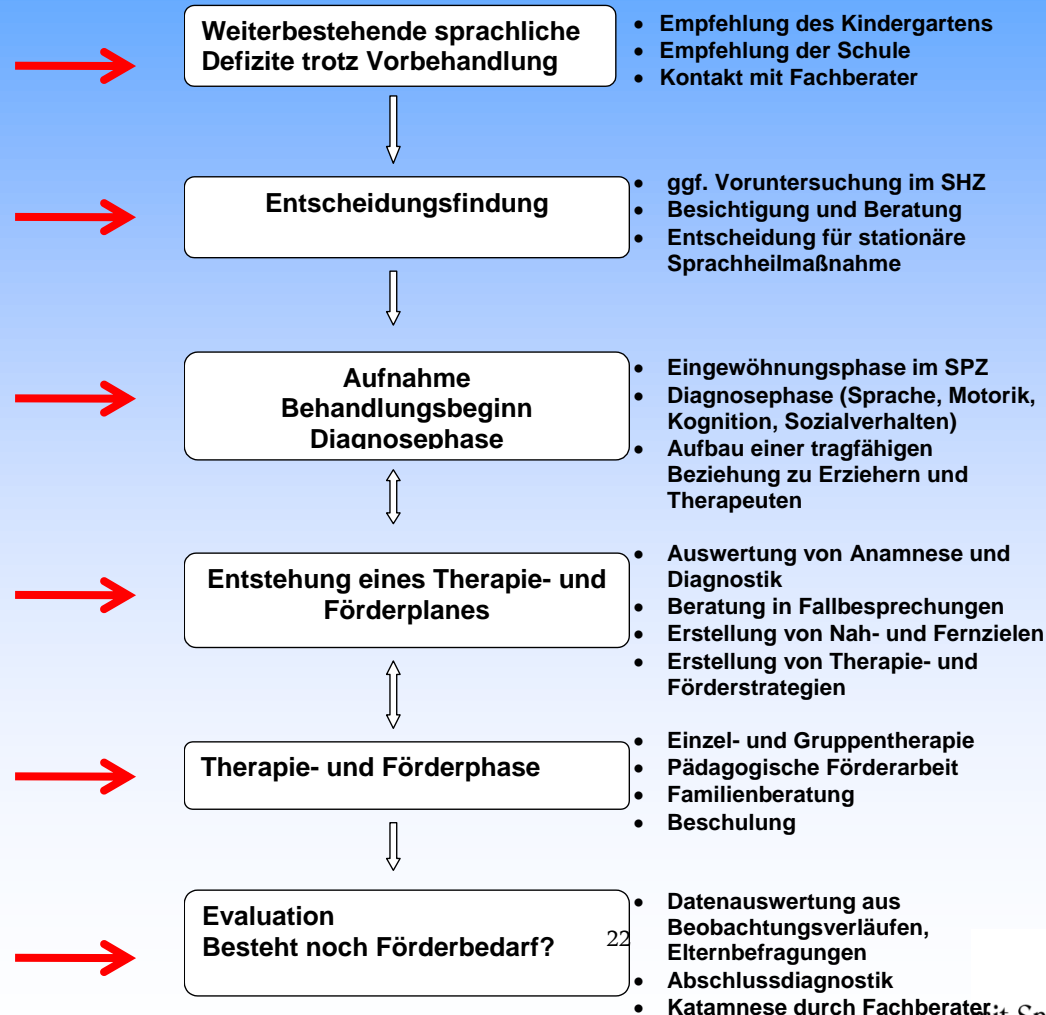 Weiterbestehende sprachliche
Defizite trotz Vorbehandlung
• Empfehlung des Kindergartens
• Empfehlung der Schule
• Kontakt mit Fachberater
Entscheidungsfindung
• ggf. Voruntersuchung im SHZ
• Besichtigung und Beratung
• Entscheidung für stationäre
Sprachheilmaßnahme
Aufnahme
Behandlungsbeginn
Diagnosephase
• Eingewöhnungsphase im SPZ
• Diagnosephase (Sprache, Motorik,
Kognition, Sozialverhalten)
• Aufbau einer tragfähigen
Beziehung zu Erziehern und
Therapeuten
Entstehung eines Therapie- und
Förderplanes
• Auswertung von Anamnese und
Diagnostik
• Beratung in Fallbesprechungen
• Erstellung von Nah- und Fernzielen
• Erstellung von Therapie- und
Förderstrategien
Therapie- und Förderphase
• Einzel- und Gruppentherapie
• Pädagogische Förderarbeit
• Familienberatung
• Beschulung
Evaluation
Besteht noch Förderbedarf?
22
• Datenauswertung aus
Beobachtungsverläufen,
Elternbefragungen
• Abschlussdiagnostik
• Katamnese durch Fachberater